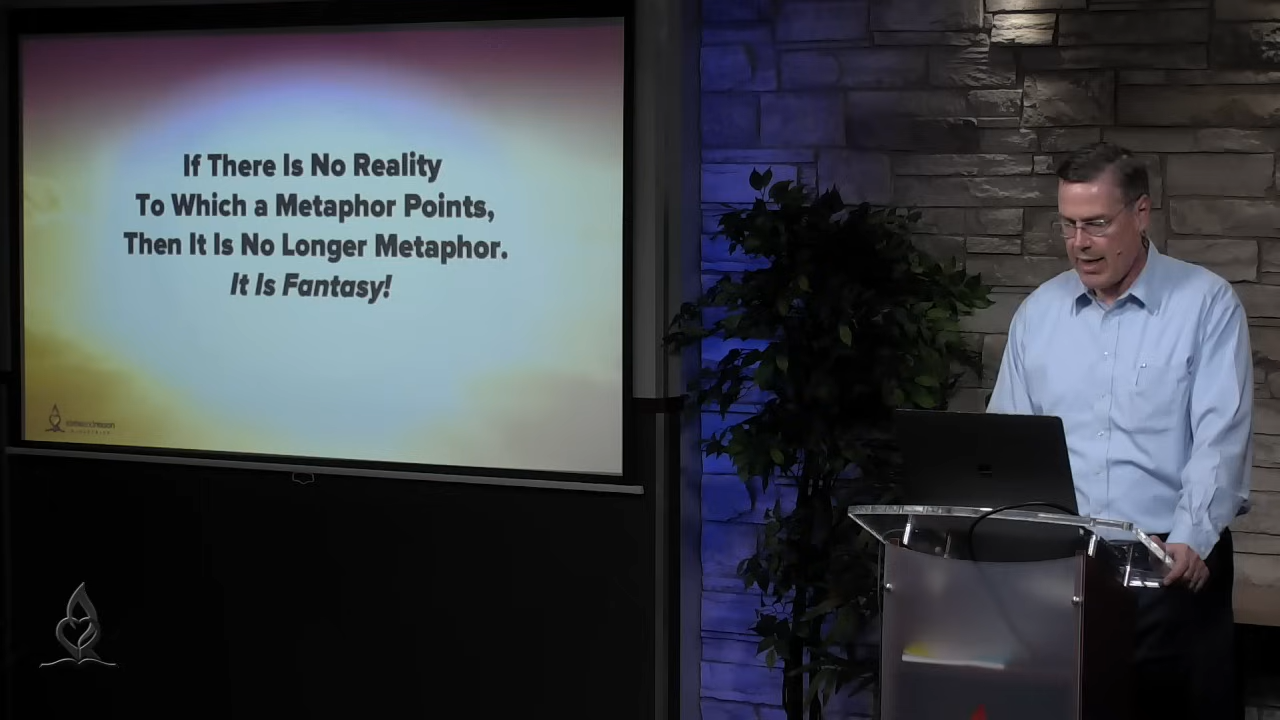 If There Is No Reality
To Which a Metaphor Points,
Then It Is No Longer Metaphor.
It Is Fantasy!